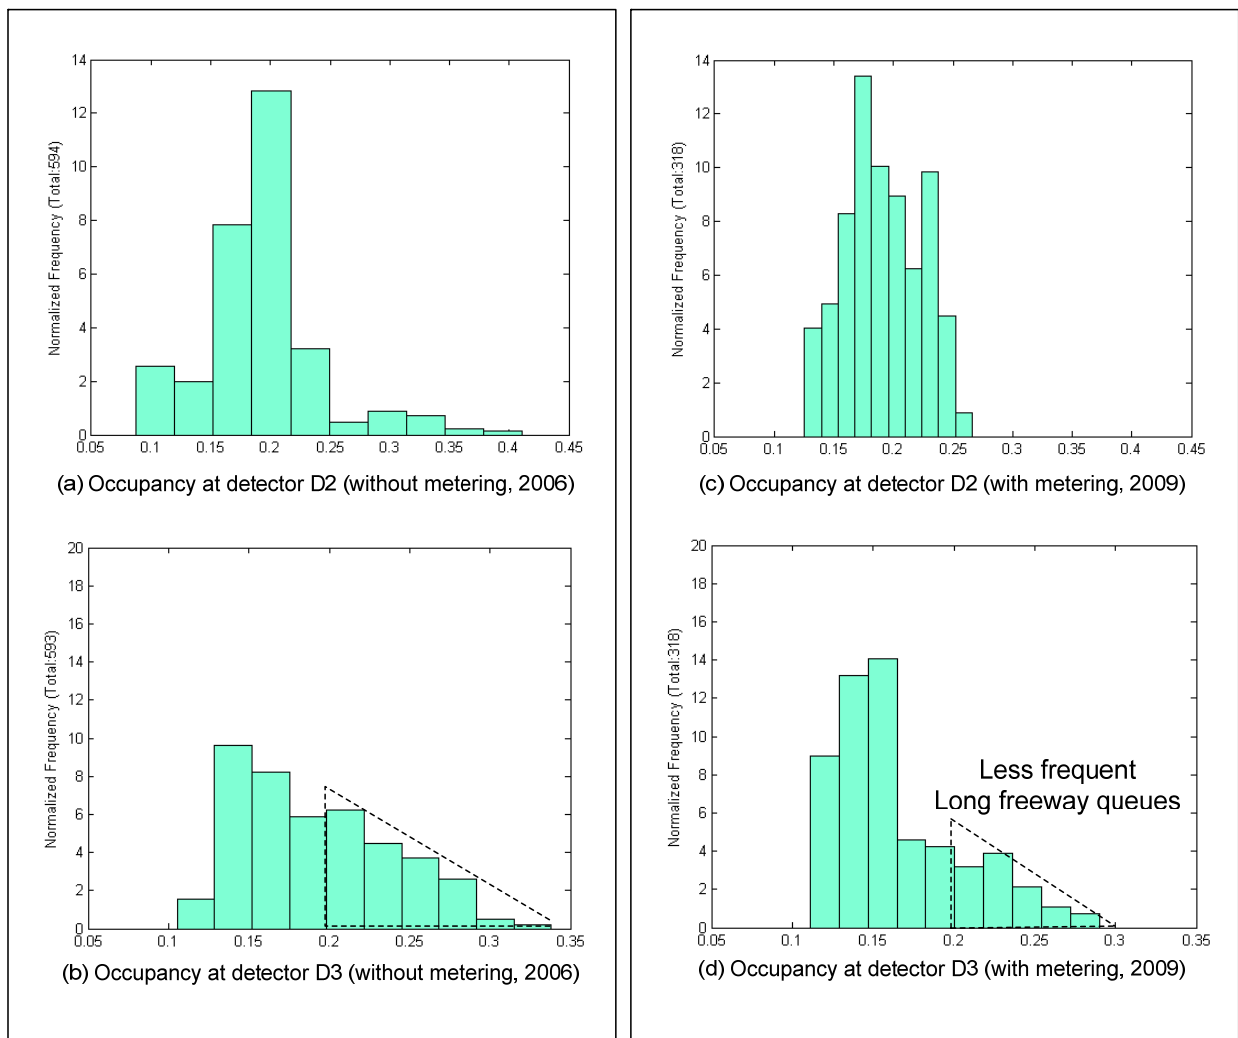 14
12
10
8
6
4
2
0
Normalized Frequency (Total:594)
0.05 0.1 0.15 0.2 0.25 0.3 0.35 0.4 0.45
(a) Occupancy at detector D2 (without metering, 2006)
20
18
16
14
12
10
8
6
4
2
0
Normalized Frequency (Total:593)
0.05 0.1 0.15 0.2 0.25 0.3 0.35
(b) Occupancy at detector D3 (without metering, 2006)
14
12
10
8
6
4
2
0
Normalized Frequency (Total:318)
0.05 0.1 0.15 0.2 0.25 0.3 0.35 0.4 0.45
(c) Occupancy at detector D2 (with metering, 2009)
20
18
16
14
12
10
8
6
4
2
0
Normalized Frequency (Total:318)
Less frequent
Long freeway queues
0.05 0.1 0.15 0.2 0.25 0.3 0.35
(d) Occupancy at detector D3 (with metering, 2009)